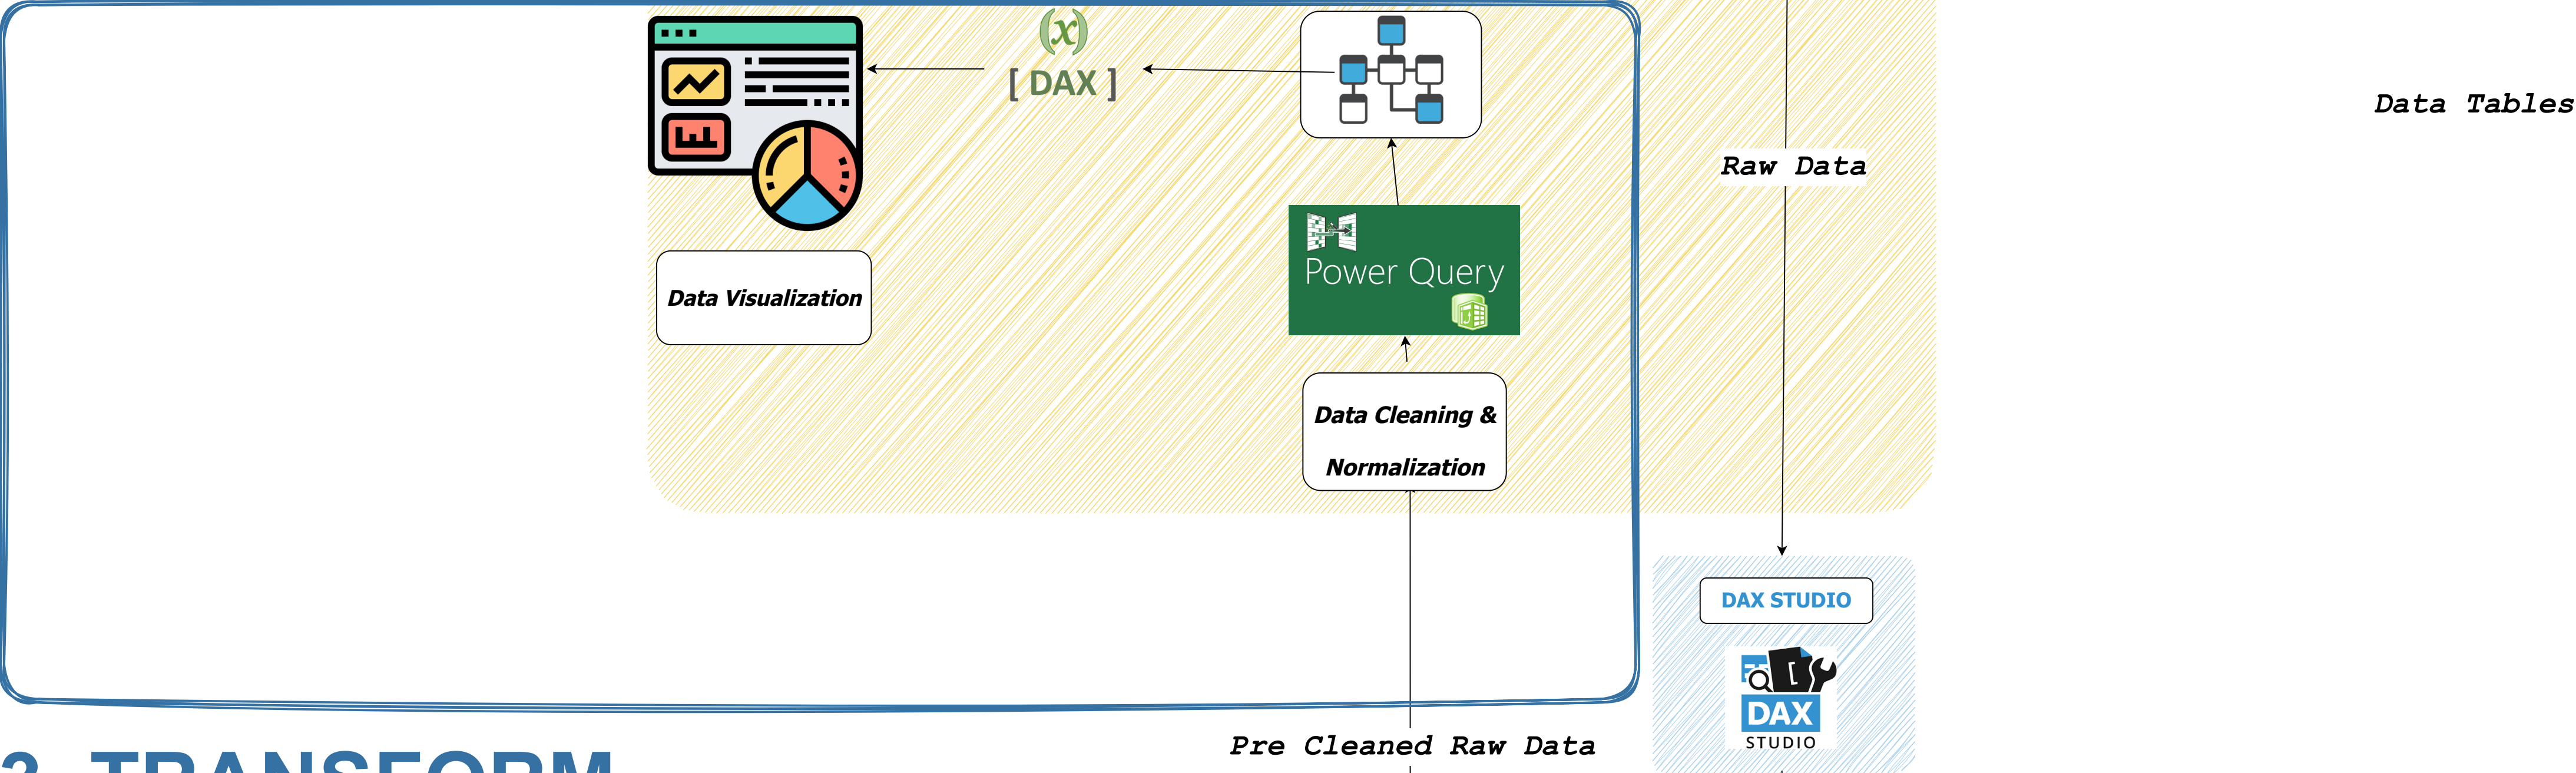 (x)
[ DAX ]
Data Tables
Raw Data
Power Query
Data Visualization
Data Cleaning &
Normalization
DAX STUDIO
DAX
STUDIO
Pre Cleaned Raw Data
TRANSFORM